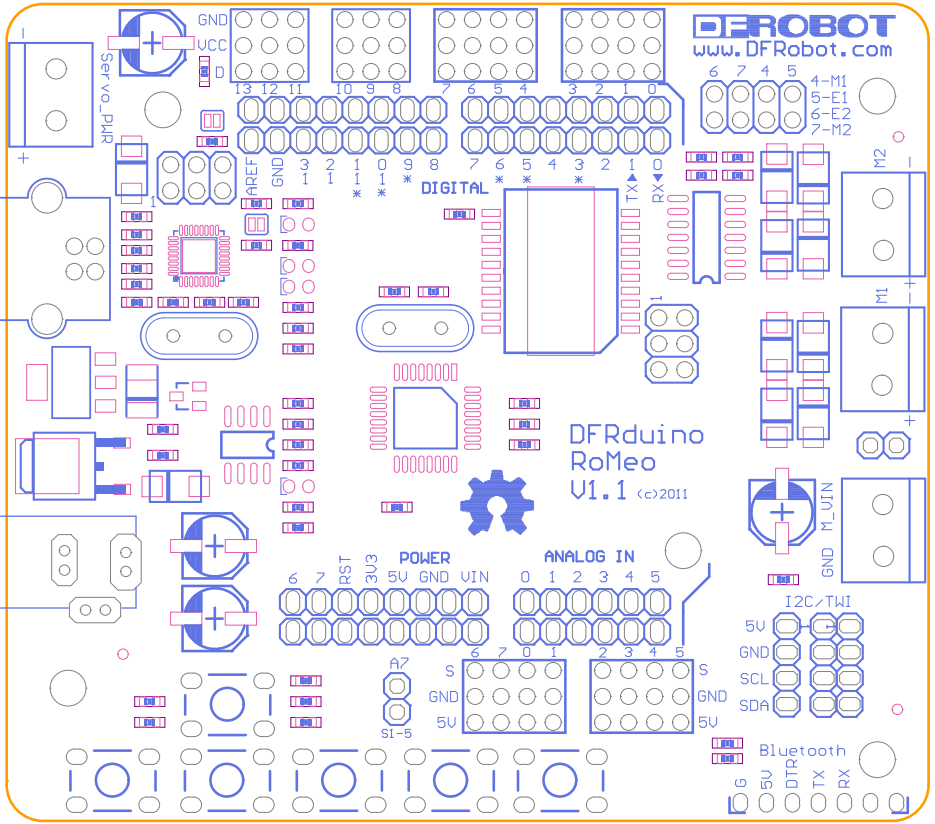 DFROBOT
www.DFRobot.com
-
Servo_PWR
+
GND
VCC
D
13 12 11 10 9 8 7 6 5 4 3 2 1 0
6 7 4 5
4-M1
5-E1
6-E2
7-M2
AREF GND 13 12 11* 10* 9* 8 7 6* 5* 4 3* 2 TX▲1 RX▼0
DIGITAL
1
1
M2
-
+
M1
-
+
DFRduino
RoMeo
V1.1 (c)2011
M_VIN
GND
POWER
ANALOG IN
6 7 RST 3V3 5V GND VIN
0 1 2 3 4 5
I2C/TWI
5V
GND
SCL
SDA
6 7 0 1
2 3 4 5
A7
S1-5
S
GND
5V
S
GND
5V
Bluetooth
G 5V DTR TX RX